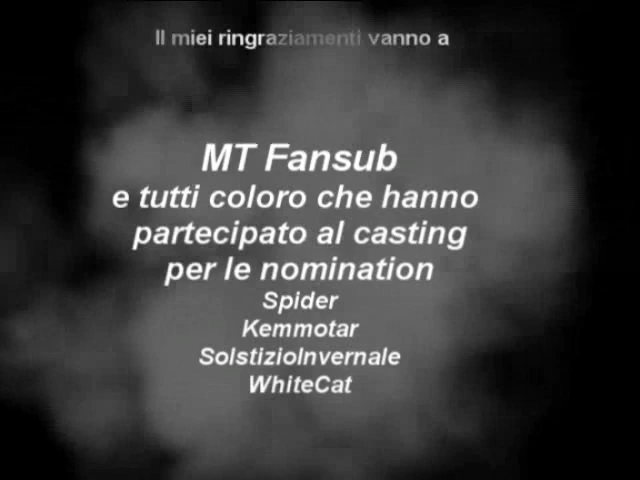 Il miei ringraziamenti vanno a
MT Fansub
e tutti coloro che hanno
partecipato al casting
per le nomination
Spider
Kemmotar
SolstizioInvernale
WhiteCat